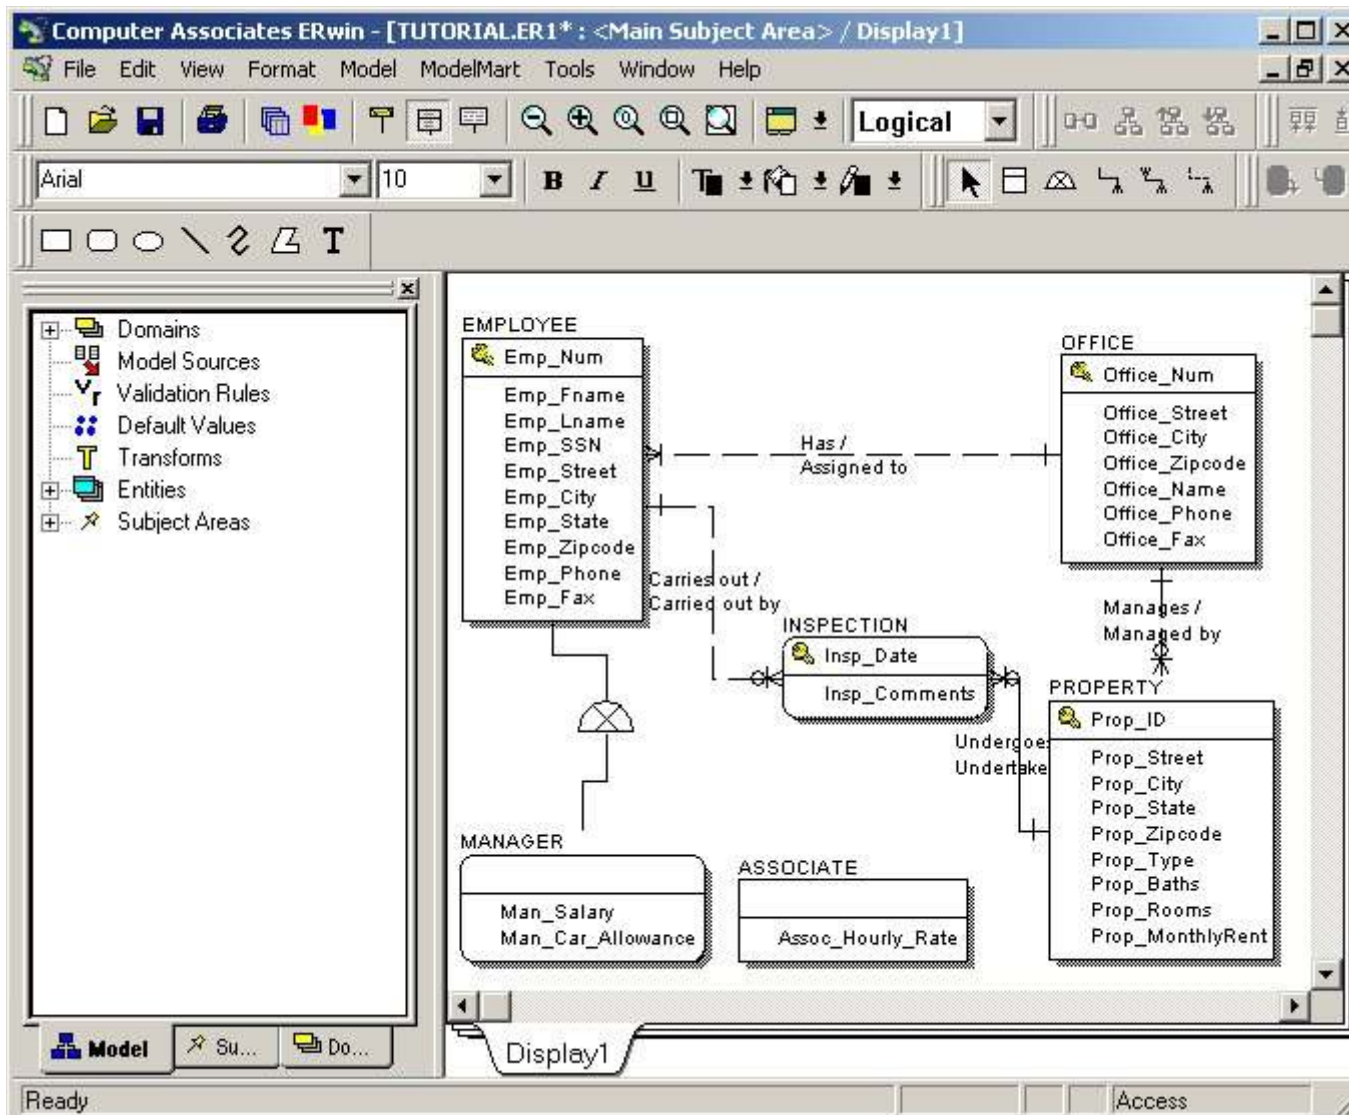 Computer Associates ERwin - [TUTORIAL.ER1* : <Main Subject Area> / Display1]
File Edit View Format Model ModelMart Tools Window Help
Logical
Arial 10 B I U T
T
Domains
Model Sources
Validation Rules
Default Values
Transforms
Entities
Subject Areas
Model Su... Do...
EMPLOYEE
Emp_Num
Emp_Fname
Emp_Lname
Emp_SSN
Emp_Street
Emp_City
Emp_State
Emp_Zipcode
Emp_Phone
Emp_Fax
Has /
Assigned to
OFFICE
Office_Num
Office_Street
Office_City
Office_Zipcode
Office_Name
Office_Phone
Office_Fax
Carries out /
Carried out by
Manages /
Managed by
INSPECTION
Insp_Date
Insp_Comments
Undergoes
Undertake
PROPERTY
Prop_ID
Prop_Street
Prop_City
Prop_State
Prop_Zipcode
Prop_Type
Prop_Baths
Prop_Rooms
Prop_MonthlyRent
MANAGER
Man_Salary
Man_Car_Allowance
ASSOCIATE
Assoc_Hourly_Rate
Display1
Ready Access